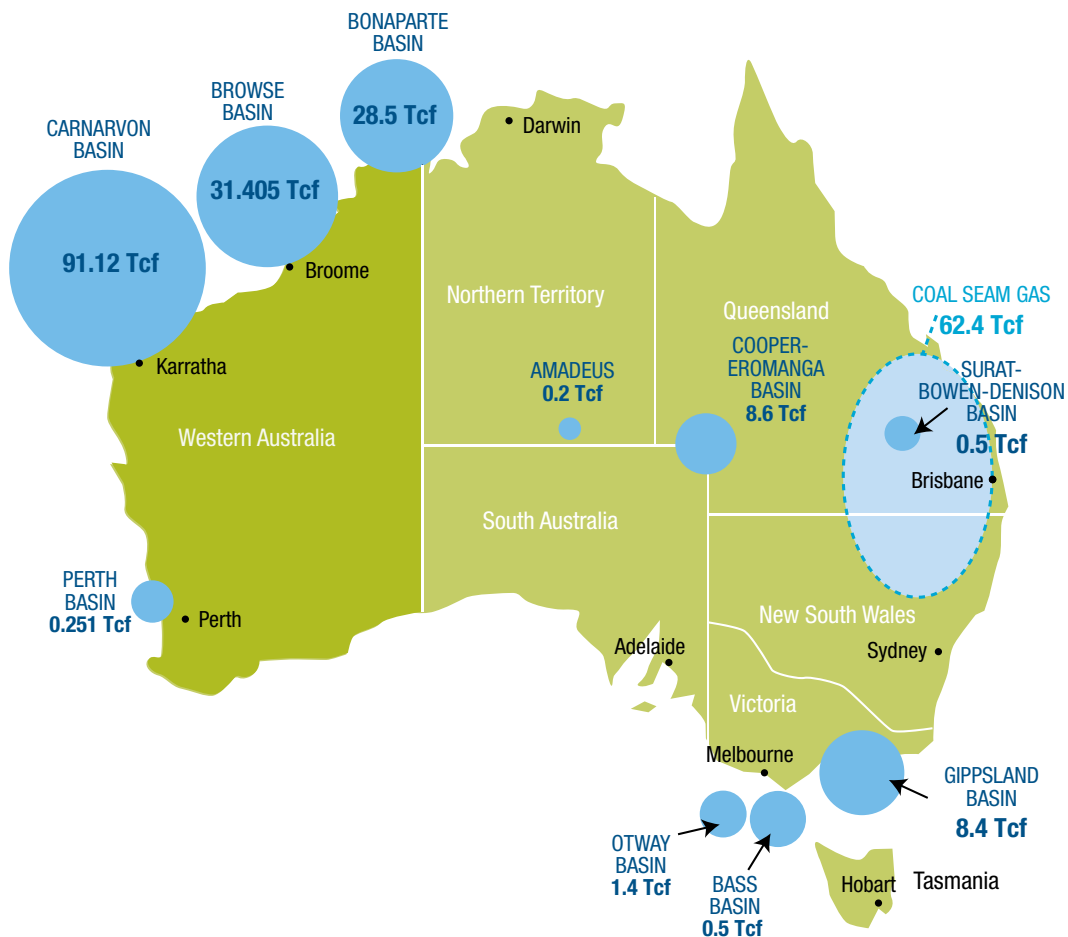 BONAPARTE
BASIN
28.5 Tcf
BROWSE
BASIN
31.405 Tcf
CARNARVON
BASIN
91.12 Tcf
Darwin
Broome
Karratha
Northern Territory
Queensland
COAL SEAM GAS
62.4 Tcf
COOPER-
EROMANGA
BASIN
8.6 Tcf
AMADEUS
0.2 Tcf
SURAT-
BOWEN-DENISON
BASIN
0.5 Tcf
Western Australia
Brisbane
South Australia
PERTH
BASIN
0.251 Tcf
Perth
New South Wales
Adelaide
Sydney
Victoria
Melbourne
GIPPSLAND
BASIN
8.4 Tcf
OTWAY
BASIN
1.4 Tcf
BASS
BASIN
0.5 Tcf
Hobart
Tasmania